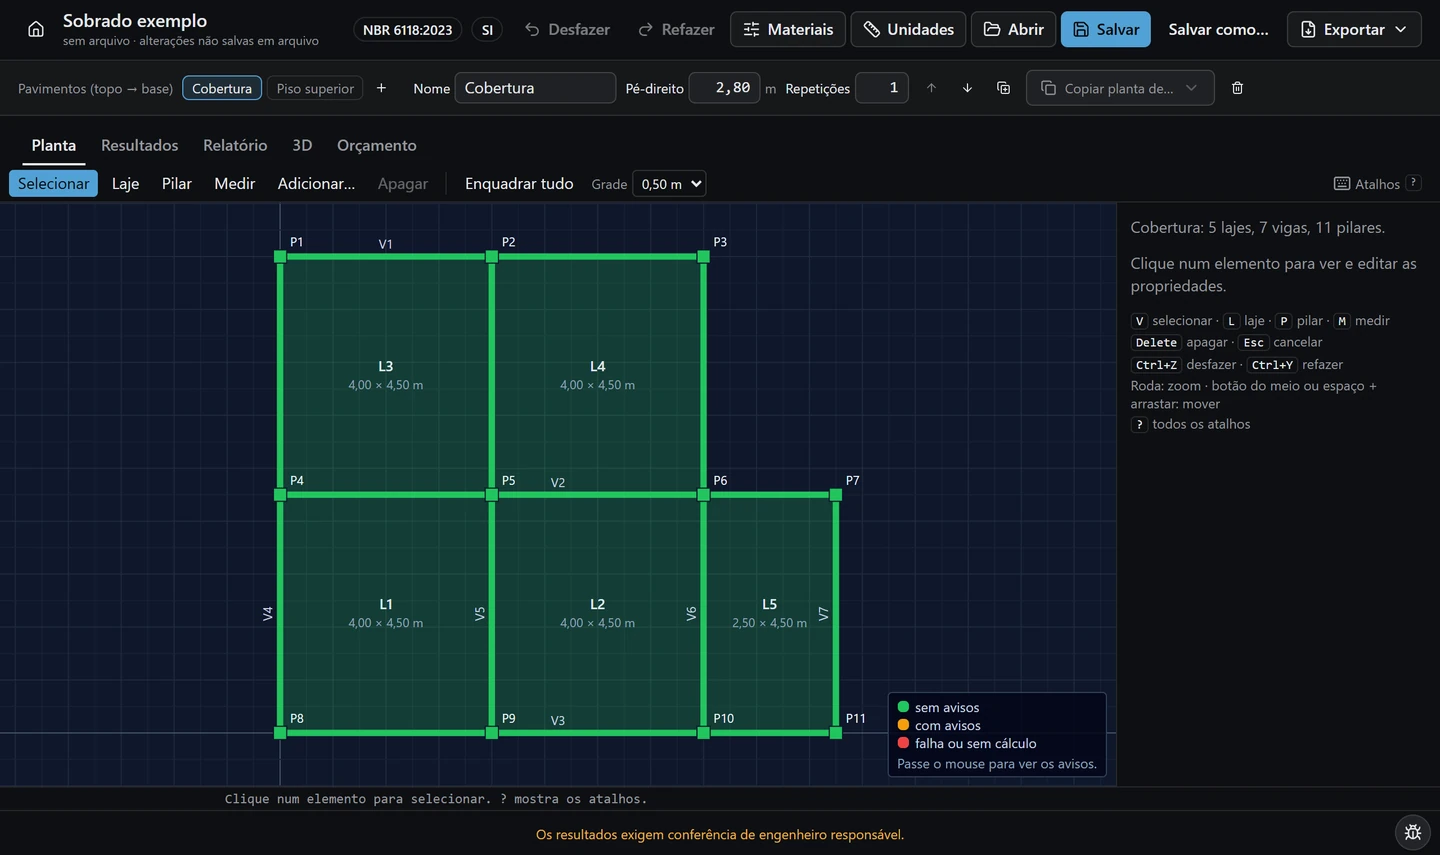 Sobrado exemplo
sem arquivo · alterações não salvas em arquivo
NBR 6118:2023
SI
Desfazer
Refazer
Materiais
Unidades
Abrir
Salvar
Salvar como...
Exportar
Pavimentos (topo → base)
Cobertura
Piso superior
+
Nome
Cobertura
Pé-direito
2,80
m
Repetições
1
Copiar planta de...
Planta
Resultados
Relatório
3D
Orçamento
Selecionar
Laje
Pilar
Medir
Adicionar...
Apagar
Enquadrar tudo
Grade
0,50 m
Atalhos ?
P1
V1
P2
P3
L3
4,00 × 4,50 m
L4
4,00 × 4,50 m
P4
P5
V2
P6
P7
V4
L1
4,00 × 4,50 m
V5
L2
4,00 × 4,50 m
V6
L5
2,50 × 4,50 m
V7
P8
P9
V3
P10
P11
sem avisos
com avisos
falha ou sem cálculo
Passe o mouse para ver os avisos.
Cobertura: 5 lajes, 7 vigas, 11 pilares.
Clique num elemento para ver e editar as
propriedades.
V selecionar · L laje · P pilar · M medir
Delete apagar · Esc cancelar
Ctrl+Z desfazer · Ctrl+Y refazer
Roda: zoom · botão do meio ou espaço +
arrastar: mover
? todos os atalhos
Clique num elemento para selecionar. ? mostra os atalhos.
Os resultados exigem conferência de engenheiro responsável.